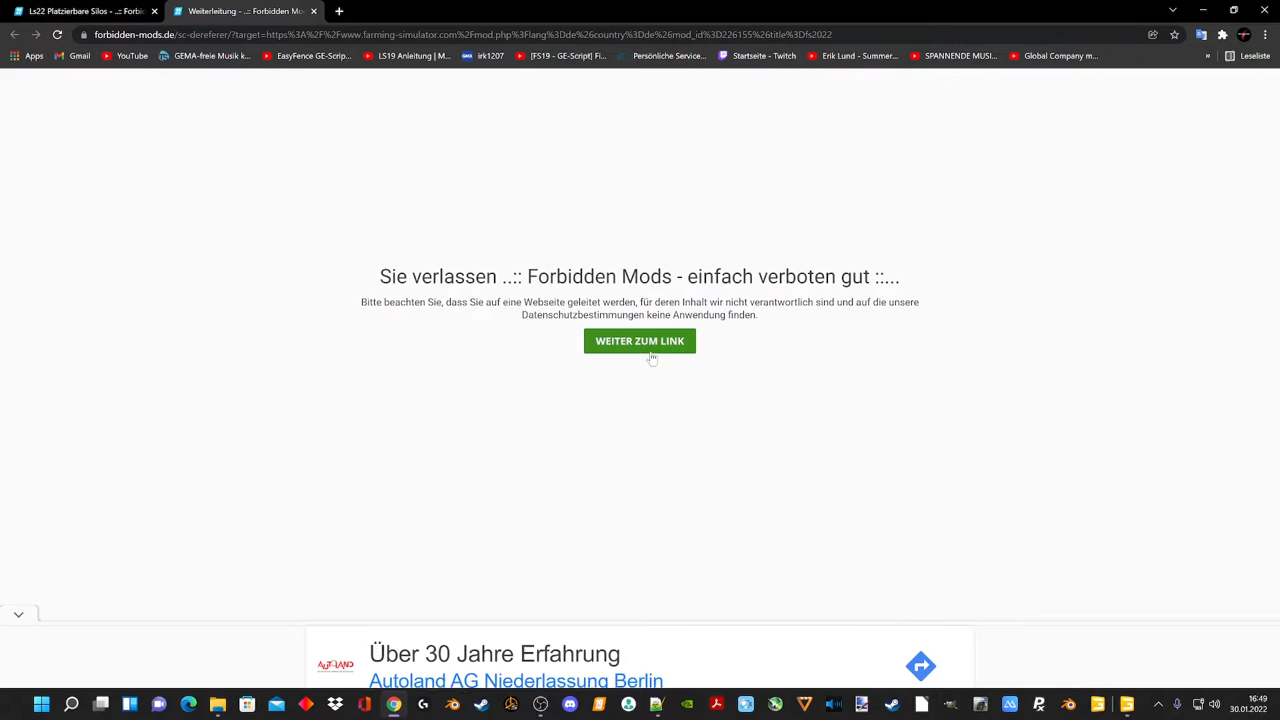 Ls22 Platzierbare Silos - ..:: Forbi
Weiterleitung - ..:: Forbidden Mo
forbidden-mods.de/sc-dereferer/?target=https%3A%2F%2Fwww.farming-simulator.com%2Fmod.php%3Flang%3Dde%26country%3Dde%26mod_id%3D226155%26title%3Dfs2022
Apps
Gmail
YouTube
GEMA-freie Musik k...
EasyFence GE-Scrip...
LS19 Anleitung | M...
irk1207
[FS19 - GE-Script] Fi...
Persönliche Service...
Startseite - Twitch
Erik Lund - Summer...
SPANNENDE MUSI...
Global Company m...
»
Leseliste
Sie verlassen ..:: Forbidden Mods - einfach verboten gut ::...
Bitte beachten Sie, dass Sie auf eine Webseite geleitet werden, für deren Inhalt wir nicht verantwortlich sind und auf die unsere
Datenschutzbestimmungen keine Anwendung finden.
WEITER ZUM LINK
Über 30 Jahre Erfahrung
AUTOLAND
Autoland AG Niederlassung Berlin
16:49
30.01.2022